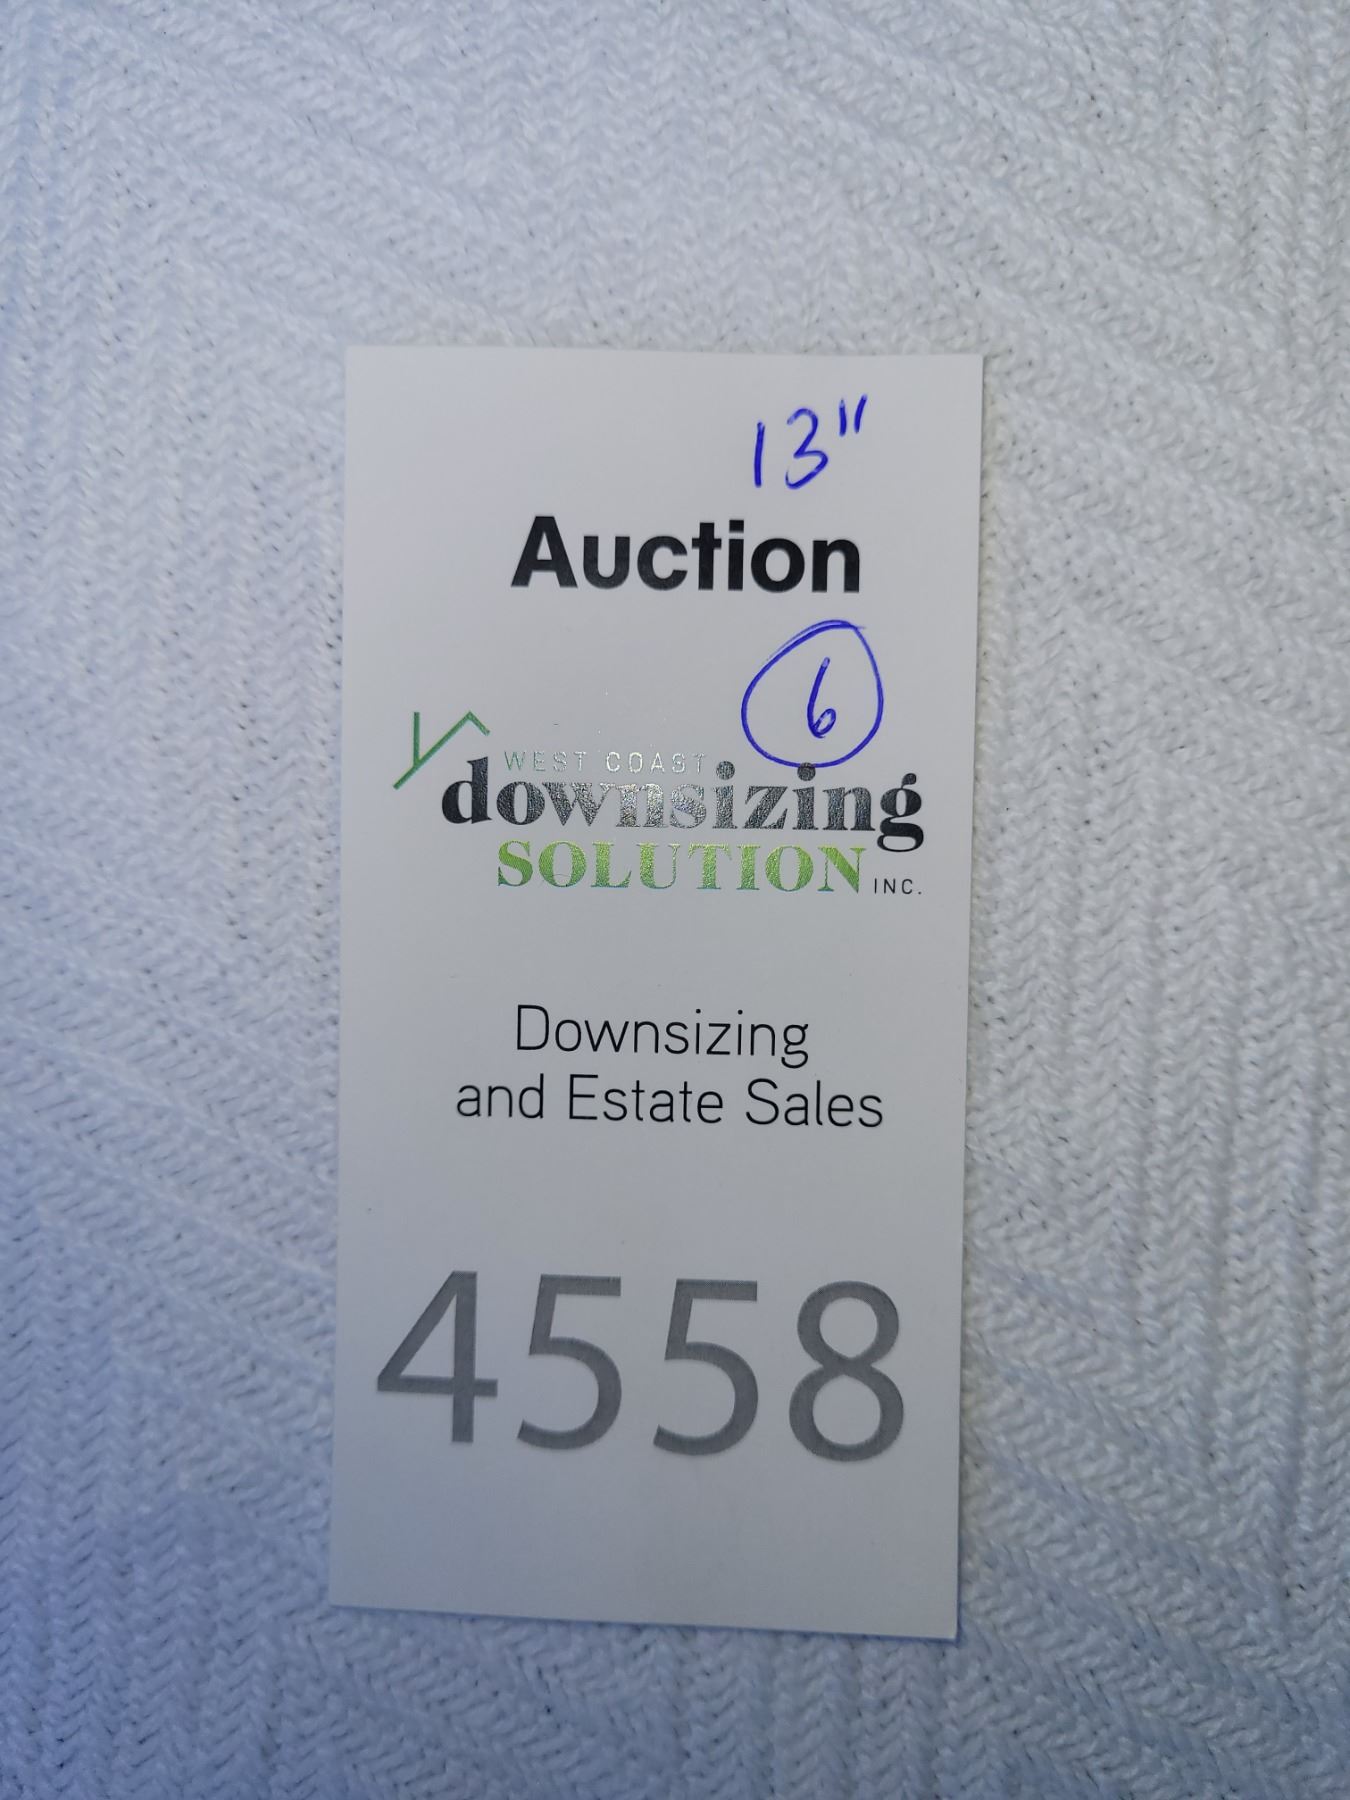 13"
Auction
6
WEST COAST
downsizing
SOLUTION INC.
Downsizing
and Estate Sales
4558